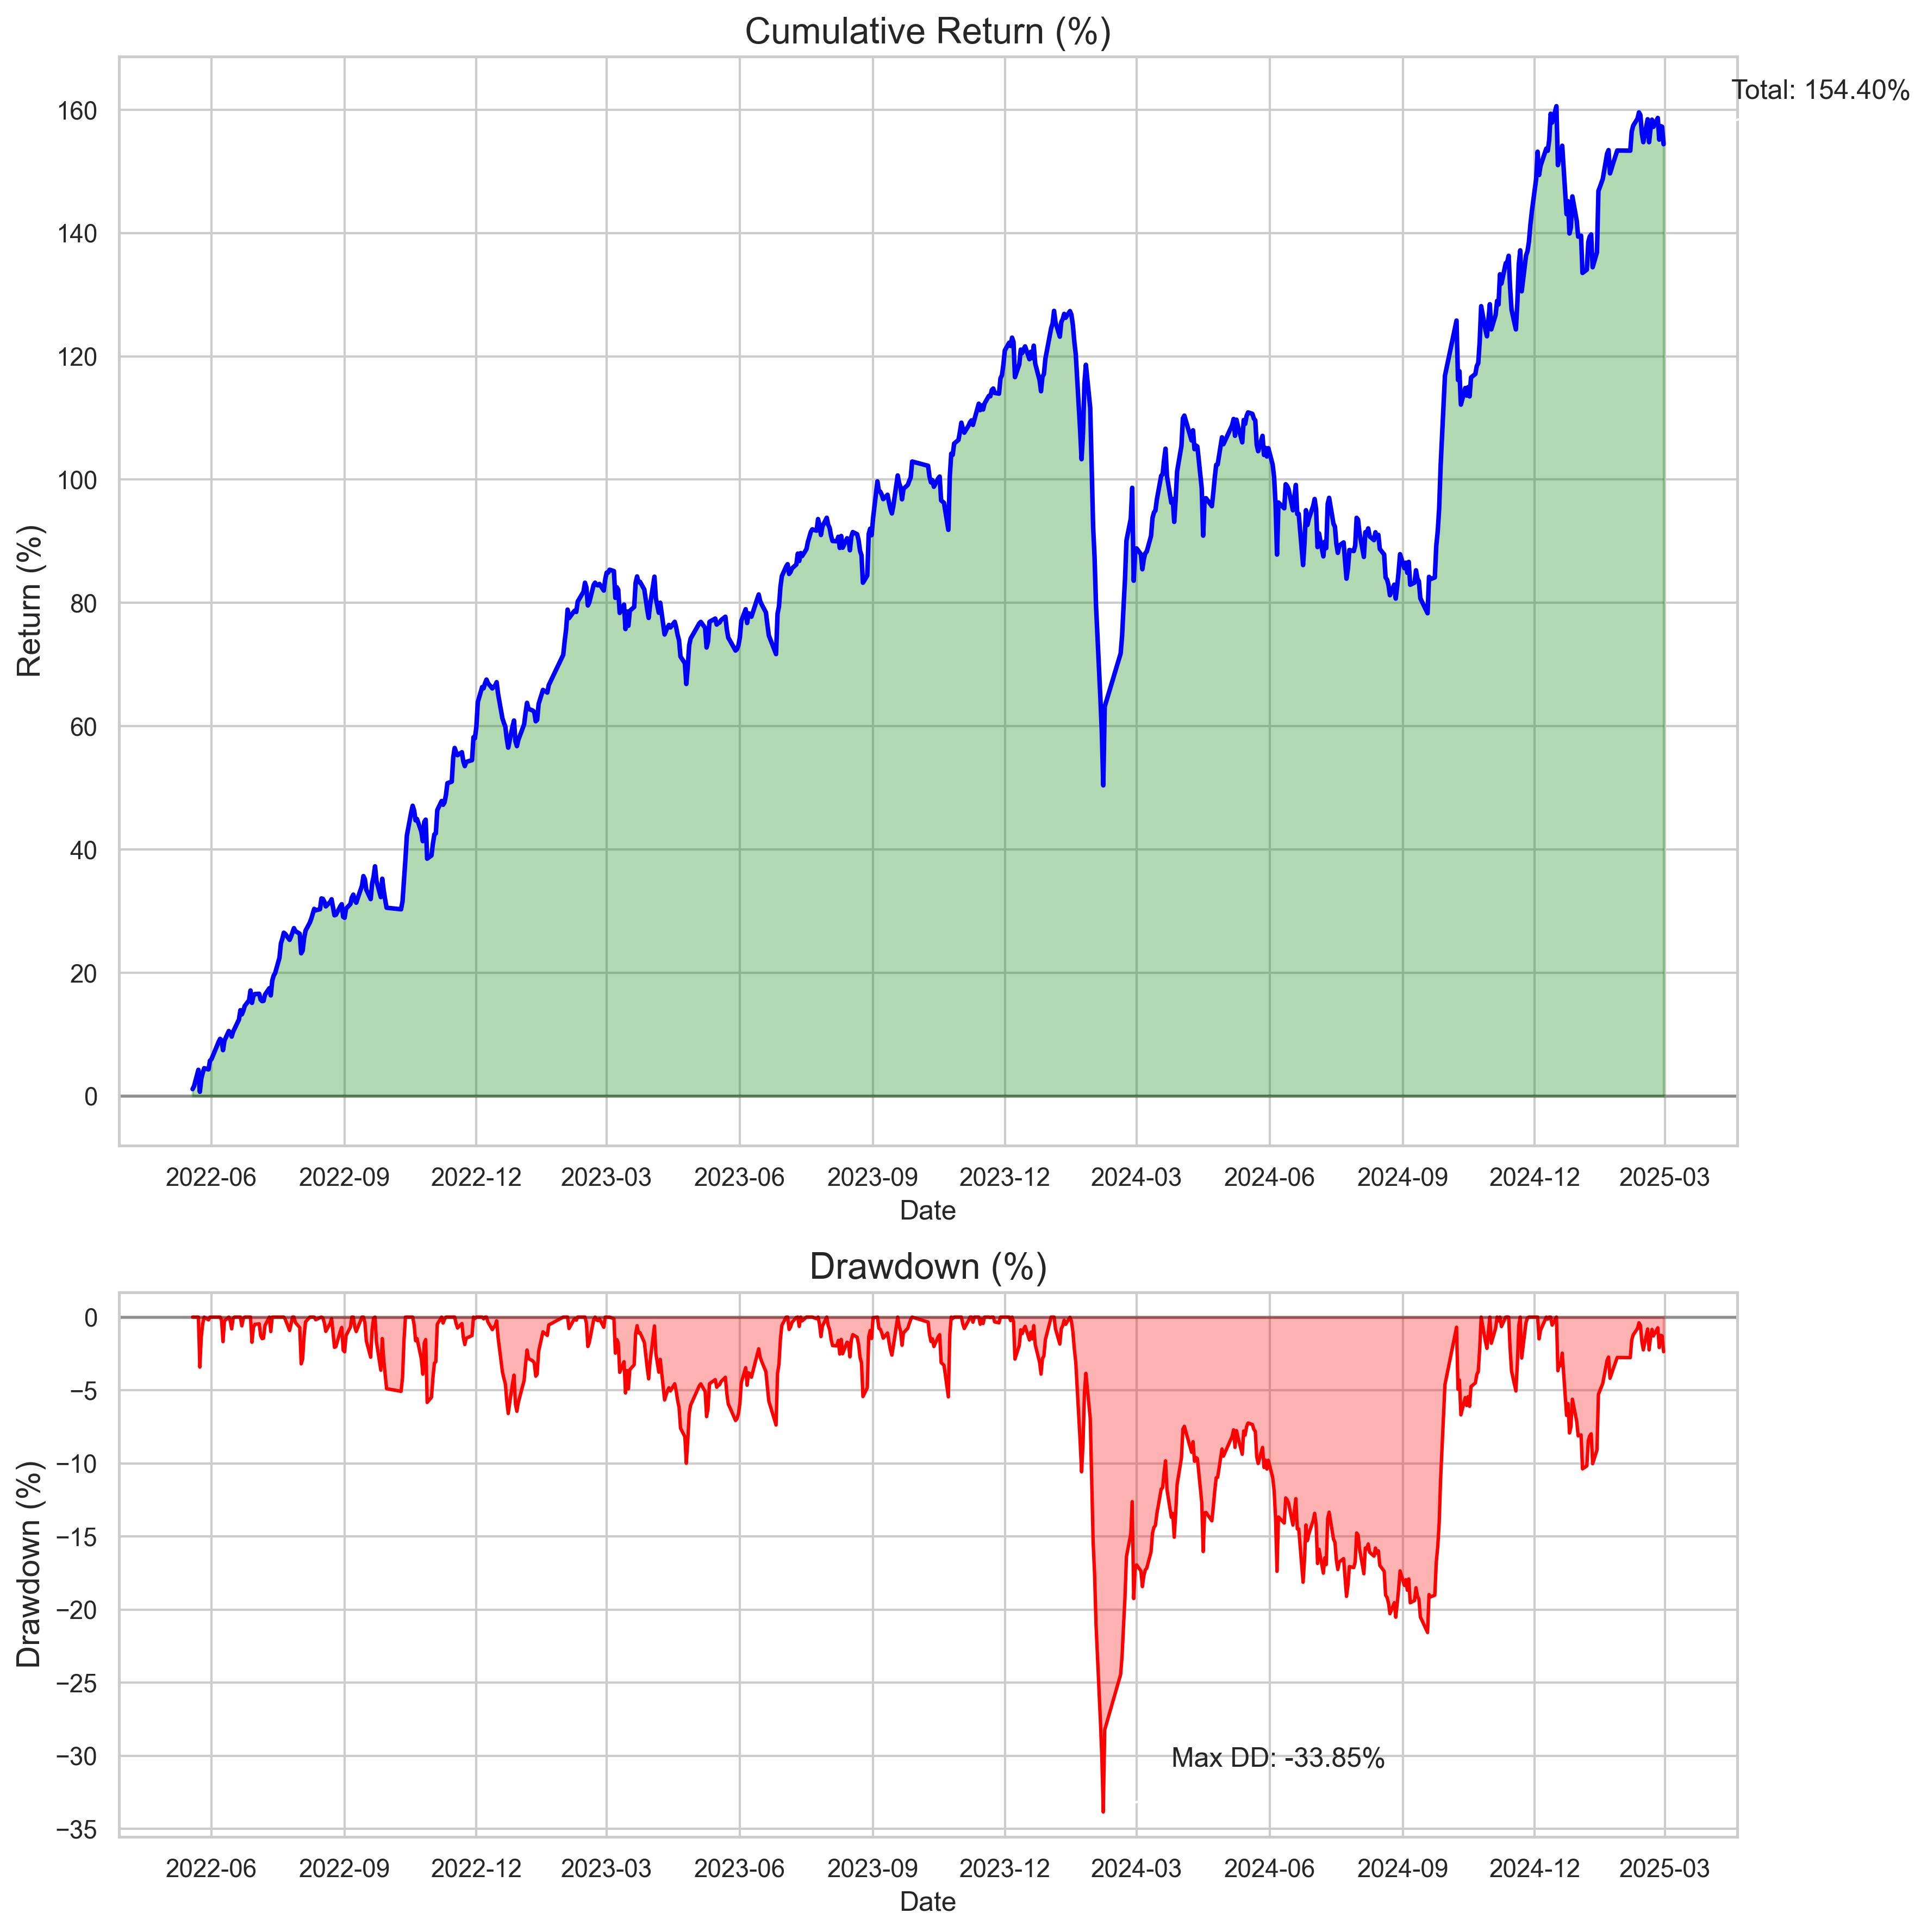 Cumulative Return (%)
Total: 154.40%
Return (%)
160
140
120
100
80
60
40
20
0
2022-06 2022-09 2022-12 2023-03 2023-06 2023-09 2023-12 2024-03 2024-06 2024-09 2024-12 2025-03
Date
Drawdown (%)
Drawdown (%)
0
−5
−10
−15
−20
−25
−30
−35
Max DD: -33.85%
2022-06 2022-09 2022-12 2023-03 2023-06 2023-09 2023-12 2024-03 2024-06 2024-09 2024-12 2025-03
Date